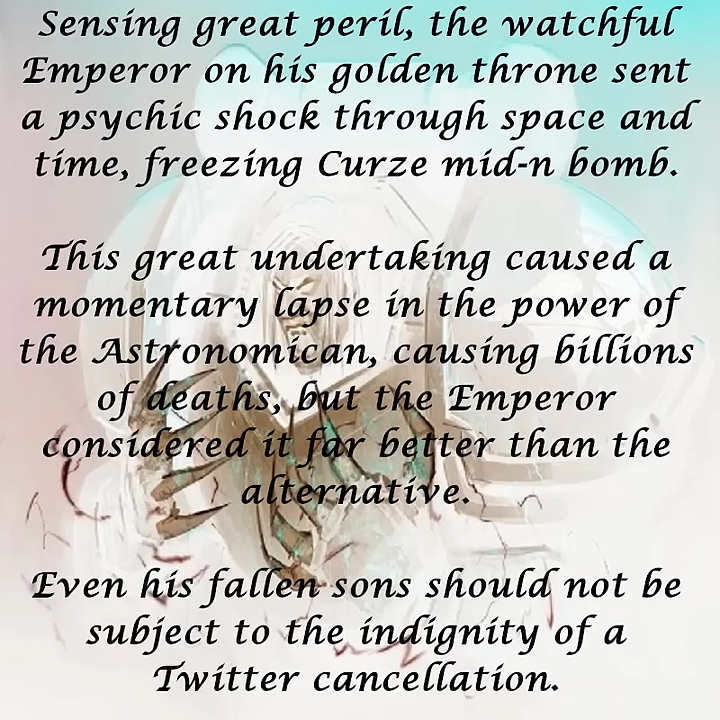 Sensing great peril, the watchful
Emperor on his golden throne sent
a psychic shock through space and
time, freezing Curze mid-n bomb.
This great undertaking caused a
momentary lapse in the power of
the Astronomican, causing billions
of deaths, but the Emperor
considered it far better than the
alternative.
Even his fallen sons should not be
subject to the indignity of a
Twitter cancellation.